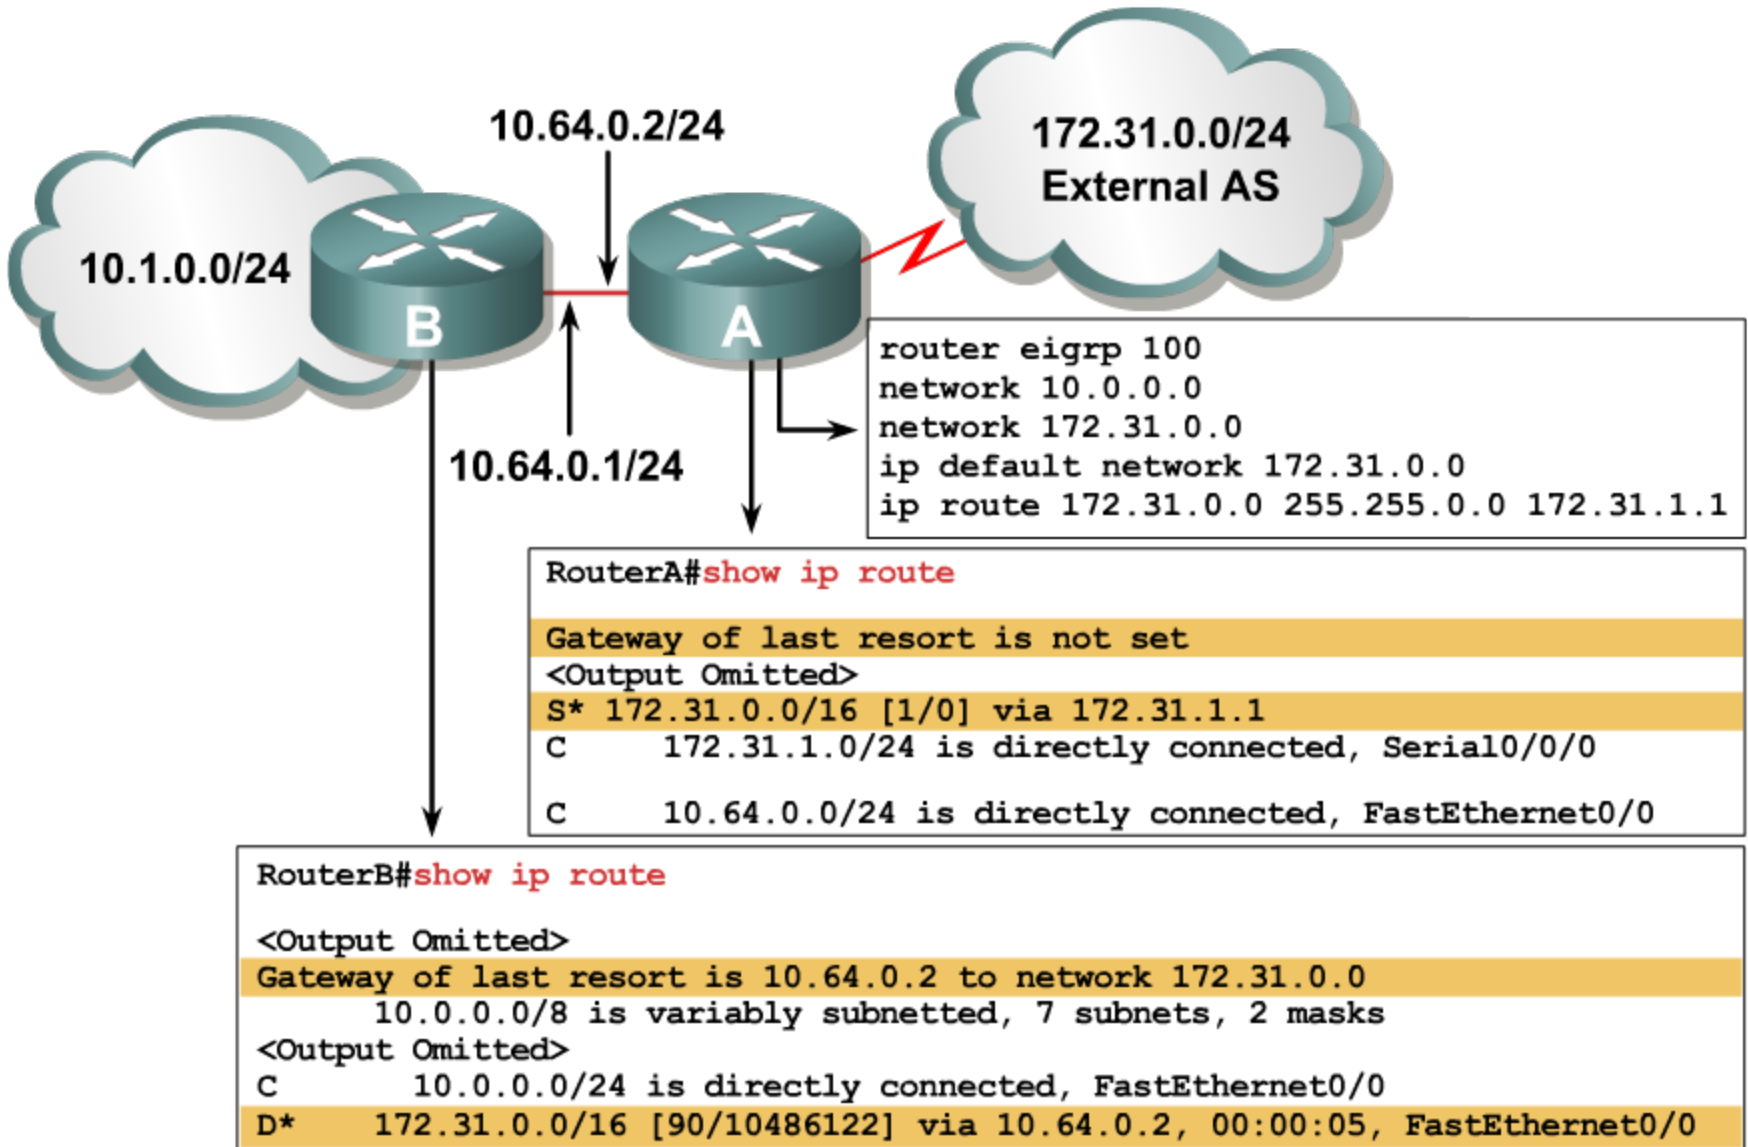 10.64.0.2/24
172.31.0.0/24
External AS
10.1.0.0/24
B
A
10.64.0.1/24
router eigrp 100
network 10.0.0.0
network 172.31.0.0
ip default network 172.31.0.0
ip route 172.31.0.0 255.255.0.0 172.31.1.1
RouterA#show ip route
Gateway of last resort is not set
<Output Omitted>
S* 172.31.0.0/16 [1/0] via 172.31.1.1
C 172.31.1.0/24 is directly connected, Serial0/0/0
C 10.64.0.0/24 is directly connected, FastEthernet0/0
RouterB#show ip route
<Output Omitted>
Gateway of last resort is 10.64.0.2 to network 172.31.0.0
10.0.0.0/8 is variably subnetted, 7 subnets, 2 masks
<Output Omitted>
C 10.0.0.0/24 is directly connected, FastEthernet0/0
D* 172.31.0.0/16 [90/10486122] via 10.64.0.2, 00:00:05, FastEthernet0/0